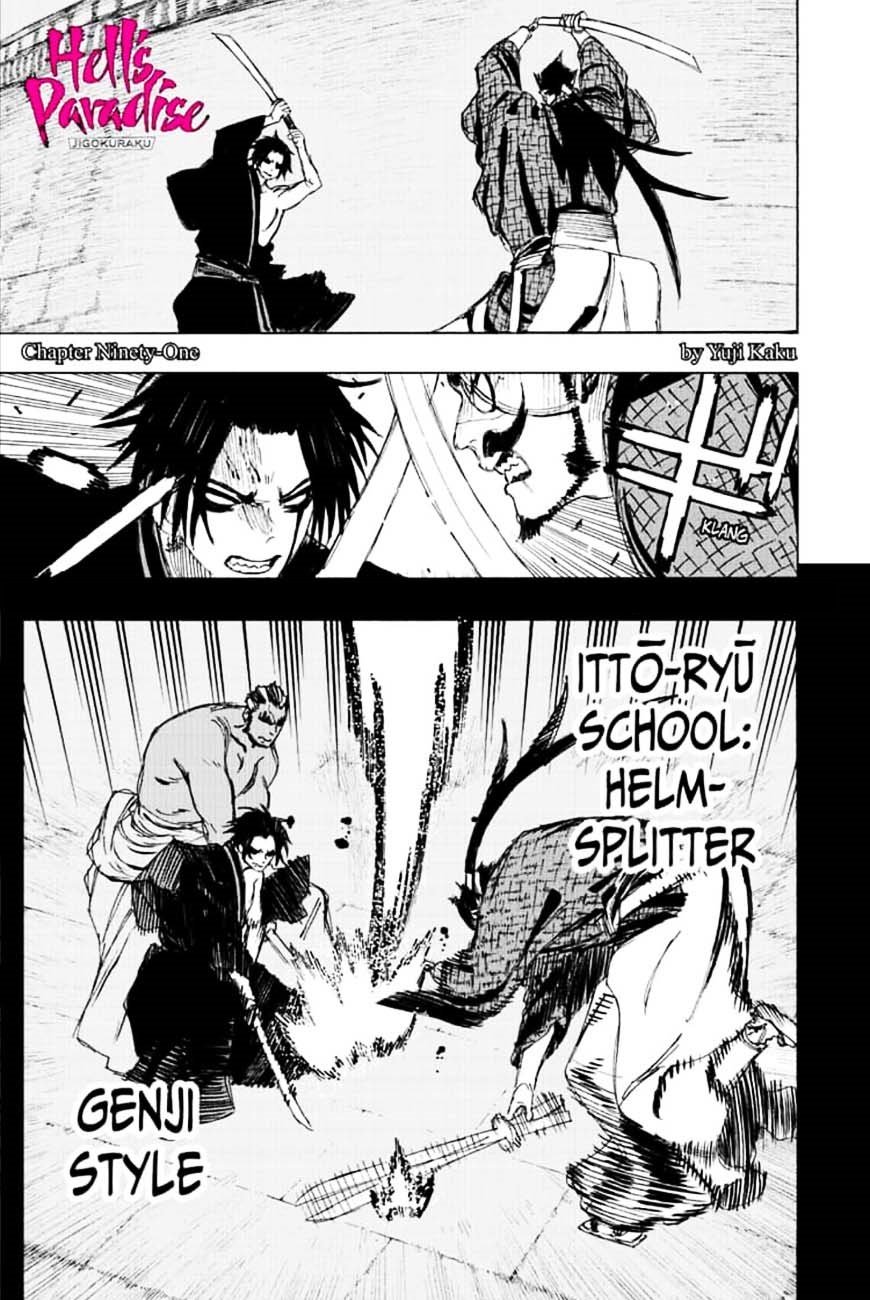 Hell's
Paradise
JIGOKURAKU
Chapter Ninety-One
by Yuji Kaku
KLANG
ITTŌ-RYŪ
SCHOOL:
HELM-
SPLITTER
GENJI
STYLE